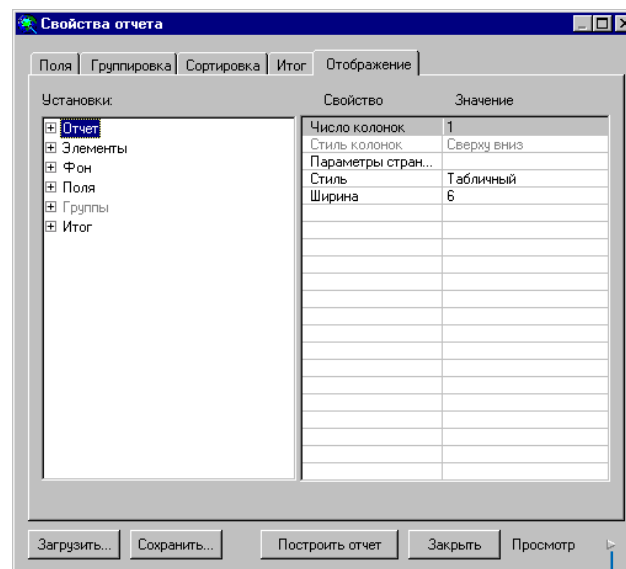 Свойства отчета
Поля Группировка Сортировка Итог Отображение
Установки: Свойство Значение
Отчет
Элементы
Фон
Поля
Группы
Итог
Число колонок 1
Стиль колонок Сверху вниз
Параметры стран...
Стиль Табличный
Ширина 6
Загрузить... Сохранить... Построить отчет Закрыть Просмотр